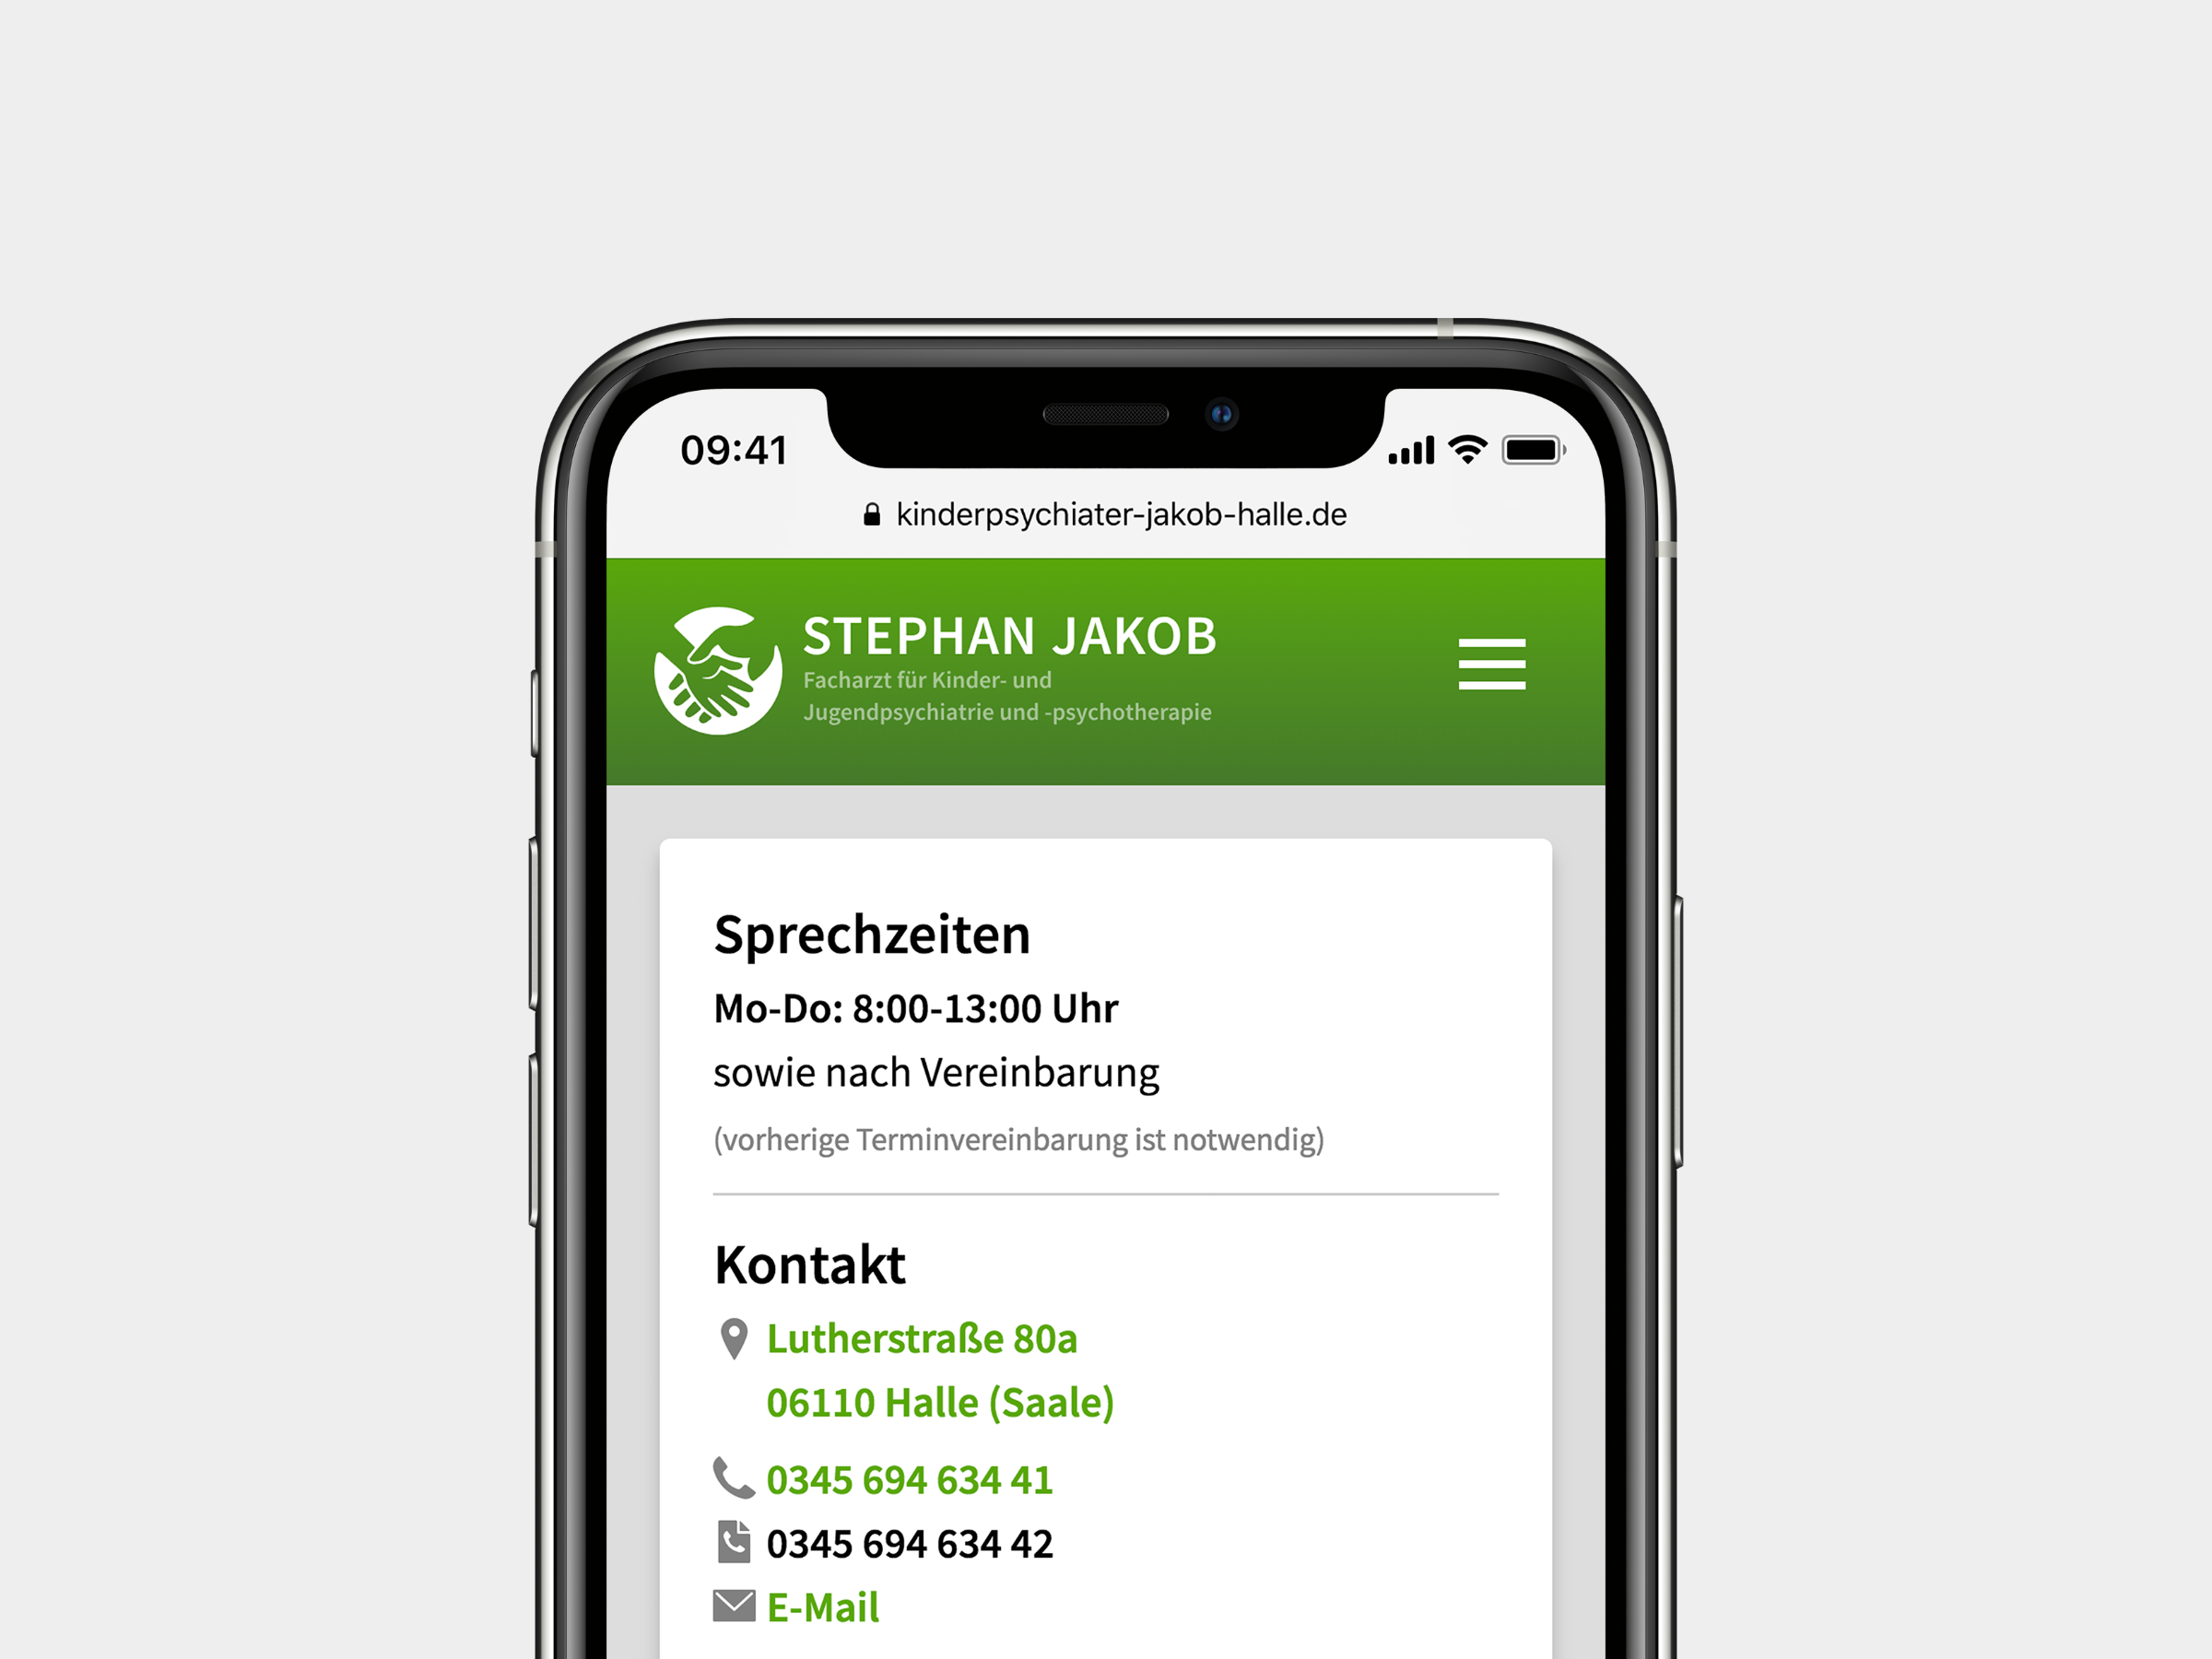 09:41
kinderpsychiater-jakob-halle.de
STEPHAN JAKOB
Facharzt für Kinder- und
Jugendpsychiatrie und -psychotherapie
Sprechzeiten
Mo-Do: 8:00-13:00 Uhr
sowie nach Vereinbarung
(vorherige Terminvereinbarung ist notwendig)
Kontakt
Lutherstraße 80a
06110 Halle (Saale)
0345 694 634 41
0345 694 634 42
E-Mail